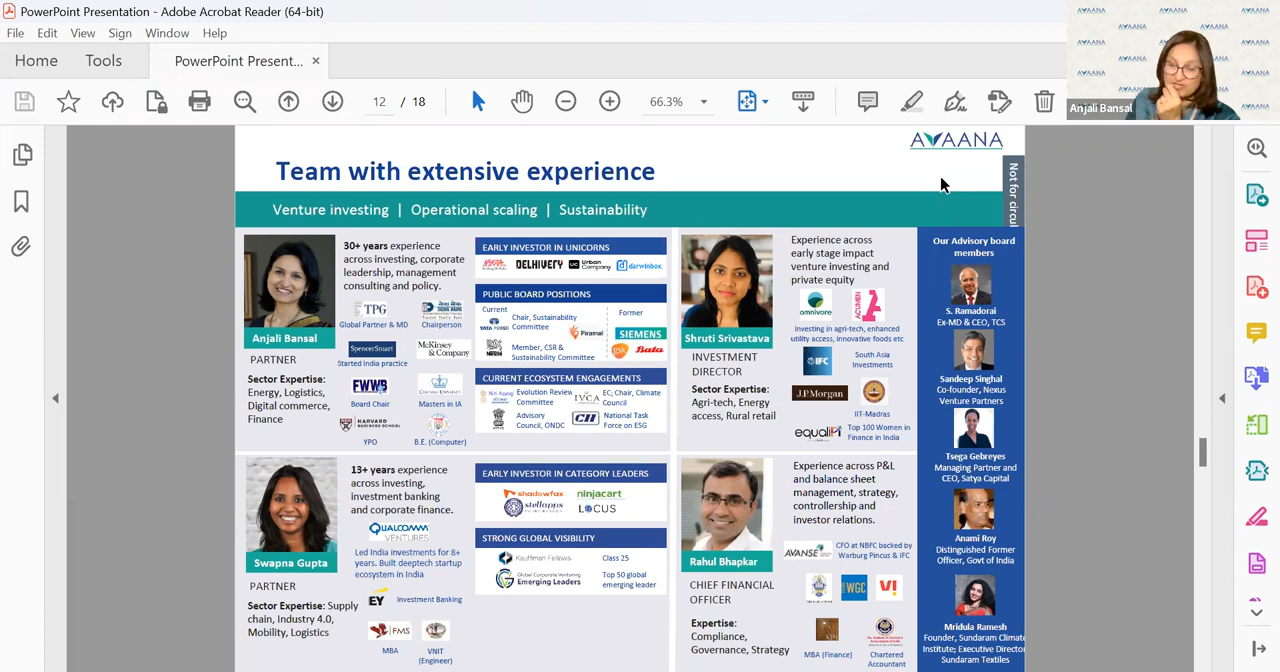 PowerPoint Presentation - Adobe Acrobat Reader (64-bit)
File Edit View Sign Window Help
Home Tools PowerPoint Present... ×
12 / 18 66.3%
Anjali Bansal
AVAANA
Not for circul
Team with extensive experience
Venture investing | Operational scaling | Sustainability
Anjali Bansal
PARTNER
Sector Expertise:
Energy, Logistics,
Digital commerce,
Finance
30+ years experience
across investing, corporate
leadership, management
consulting and policy.
TPG
Global Partner & MD
Chairperson
SpencerStuart
Started India practice
McKinsey
& Company
FWWB
Board Chair
Masters in IA
HARVARD
BUSINESS SCHOOL
YPO
B.E. (Computer)
EARLY INVESTOR IN UNICORNS
NYKAA
DELHIVERY
Urban
Company
darwinbox
PUBLIC BOARD POSITIONS
Current
Former
TATA POWER
Chair, Sustainability
Committee
Piramal
SIEMENS
Member, CSR &
Sustainability Committee
gsk
Bata
CURRENT ECOSYSTEM ENGAGEMENTS
Evolution Review
Committee
IVCA
EC; Chair, Climate
Council
Advisory
Council, ONDC
CII
National Task
Force on ESG
Shruti Srivastava
INVESTMENT
DIRECTOR
Sector Expertise:
Agri-tech, Energy
access, Rural retail
Experience across
early stage impact
venture investing and
private equity
omnivore
ACUMEN
Investing in agri-tech, enhanced
utility access, innovative foods etc
IFC
South Asia
Investments
J.P.Morgan
IIT-Madras
equalifi
Top 100 Women in
Finance in India
Swapna Gupta
PARTNER
Sector Expertise: Supply
chain, Industry 4.0,
Mobility, Logistics
13+ years experience
across investing,
investment banking
and corporate finance.
QUALCOMM
VENTURES
Led India investments for 8+
years. Built deeptech startup
ecosystem in India
EY
Investment Banking
FMS
MBA
VNIT
(Engineer)
EARLY INVESTOR IN CATEGORY LEADERS
shadowfax
ninjacart
stellapps
LOCUS
STRONG GLOBAL VISIBILITY
Kauffman Fellows
Class 25
Global Corporate Venturing
Emerging Leaders
Top 50 global
emerging leader
Rahul Bhapkar
CHIEF FINANCIAL
OFFICER
Expertise:
Compliance,
Governance, Strategy
Experience across P&L
and balance sheet
management, strategy,
controllership and
investor relations.
AVANSE
CFO at NBFC backed by
Warburg Pincus & IFC
WGC
VI
MBA (Finance)
Chartered
Accountant
Our Advisory board
members
S. Ramadorai
Ex-MD & CEO, TCS
Sandeep Singhal
Co-founder, Nexus
Venture Partners
Tsega Gebreyes
Managing Partner and
CEO, Satya Capital
Anami Roy
Distinguished Former
Officer, Govt of India
Mridula Ramesh
Founder, Sundaram Climate
Institute; Executive Director
Sundaram Textiles